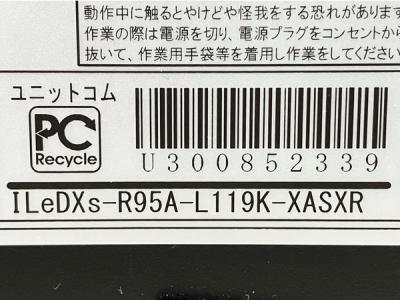 動作中に触るとやけどや怪我をする恐れがあります
作業の際は電源を切り、電源プラグをコンセントから
抜いて、作業用手袋等を着用し作業をしてください
ユニットコム
PC
Recycle
U300852339
ILeDXs-R95A-L119K-XASXR